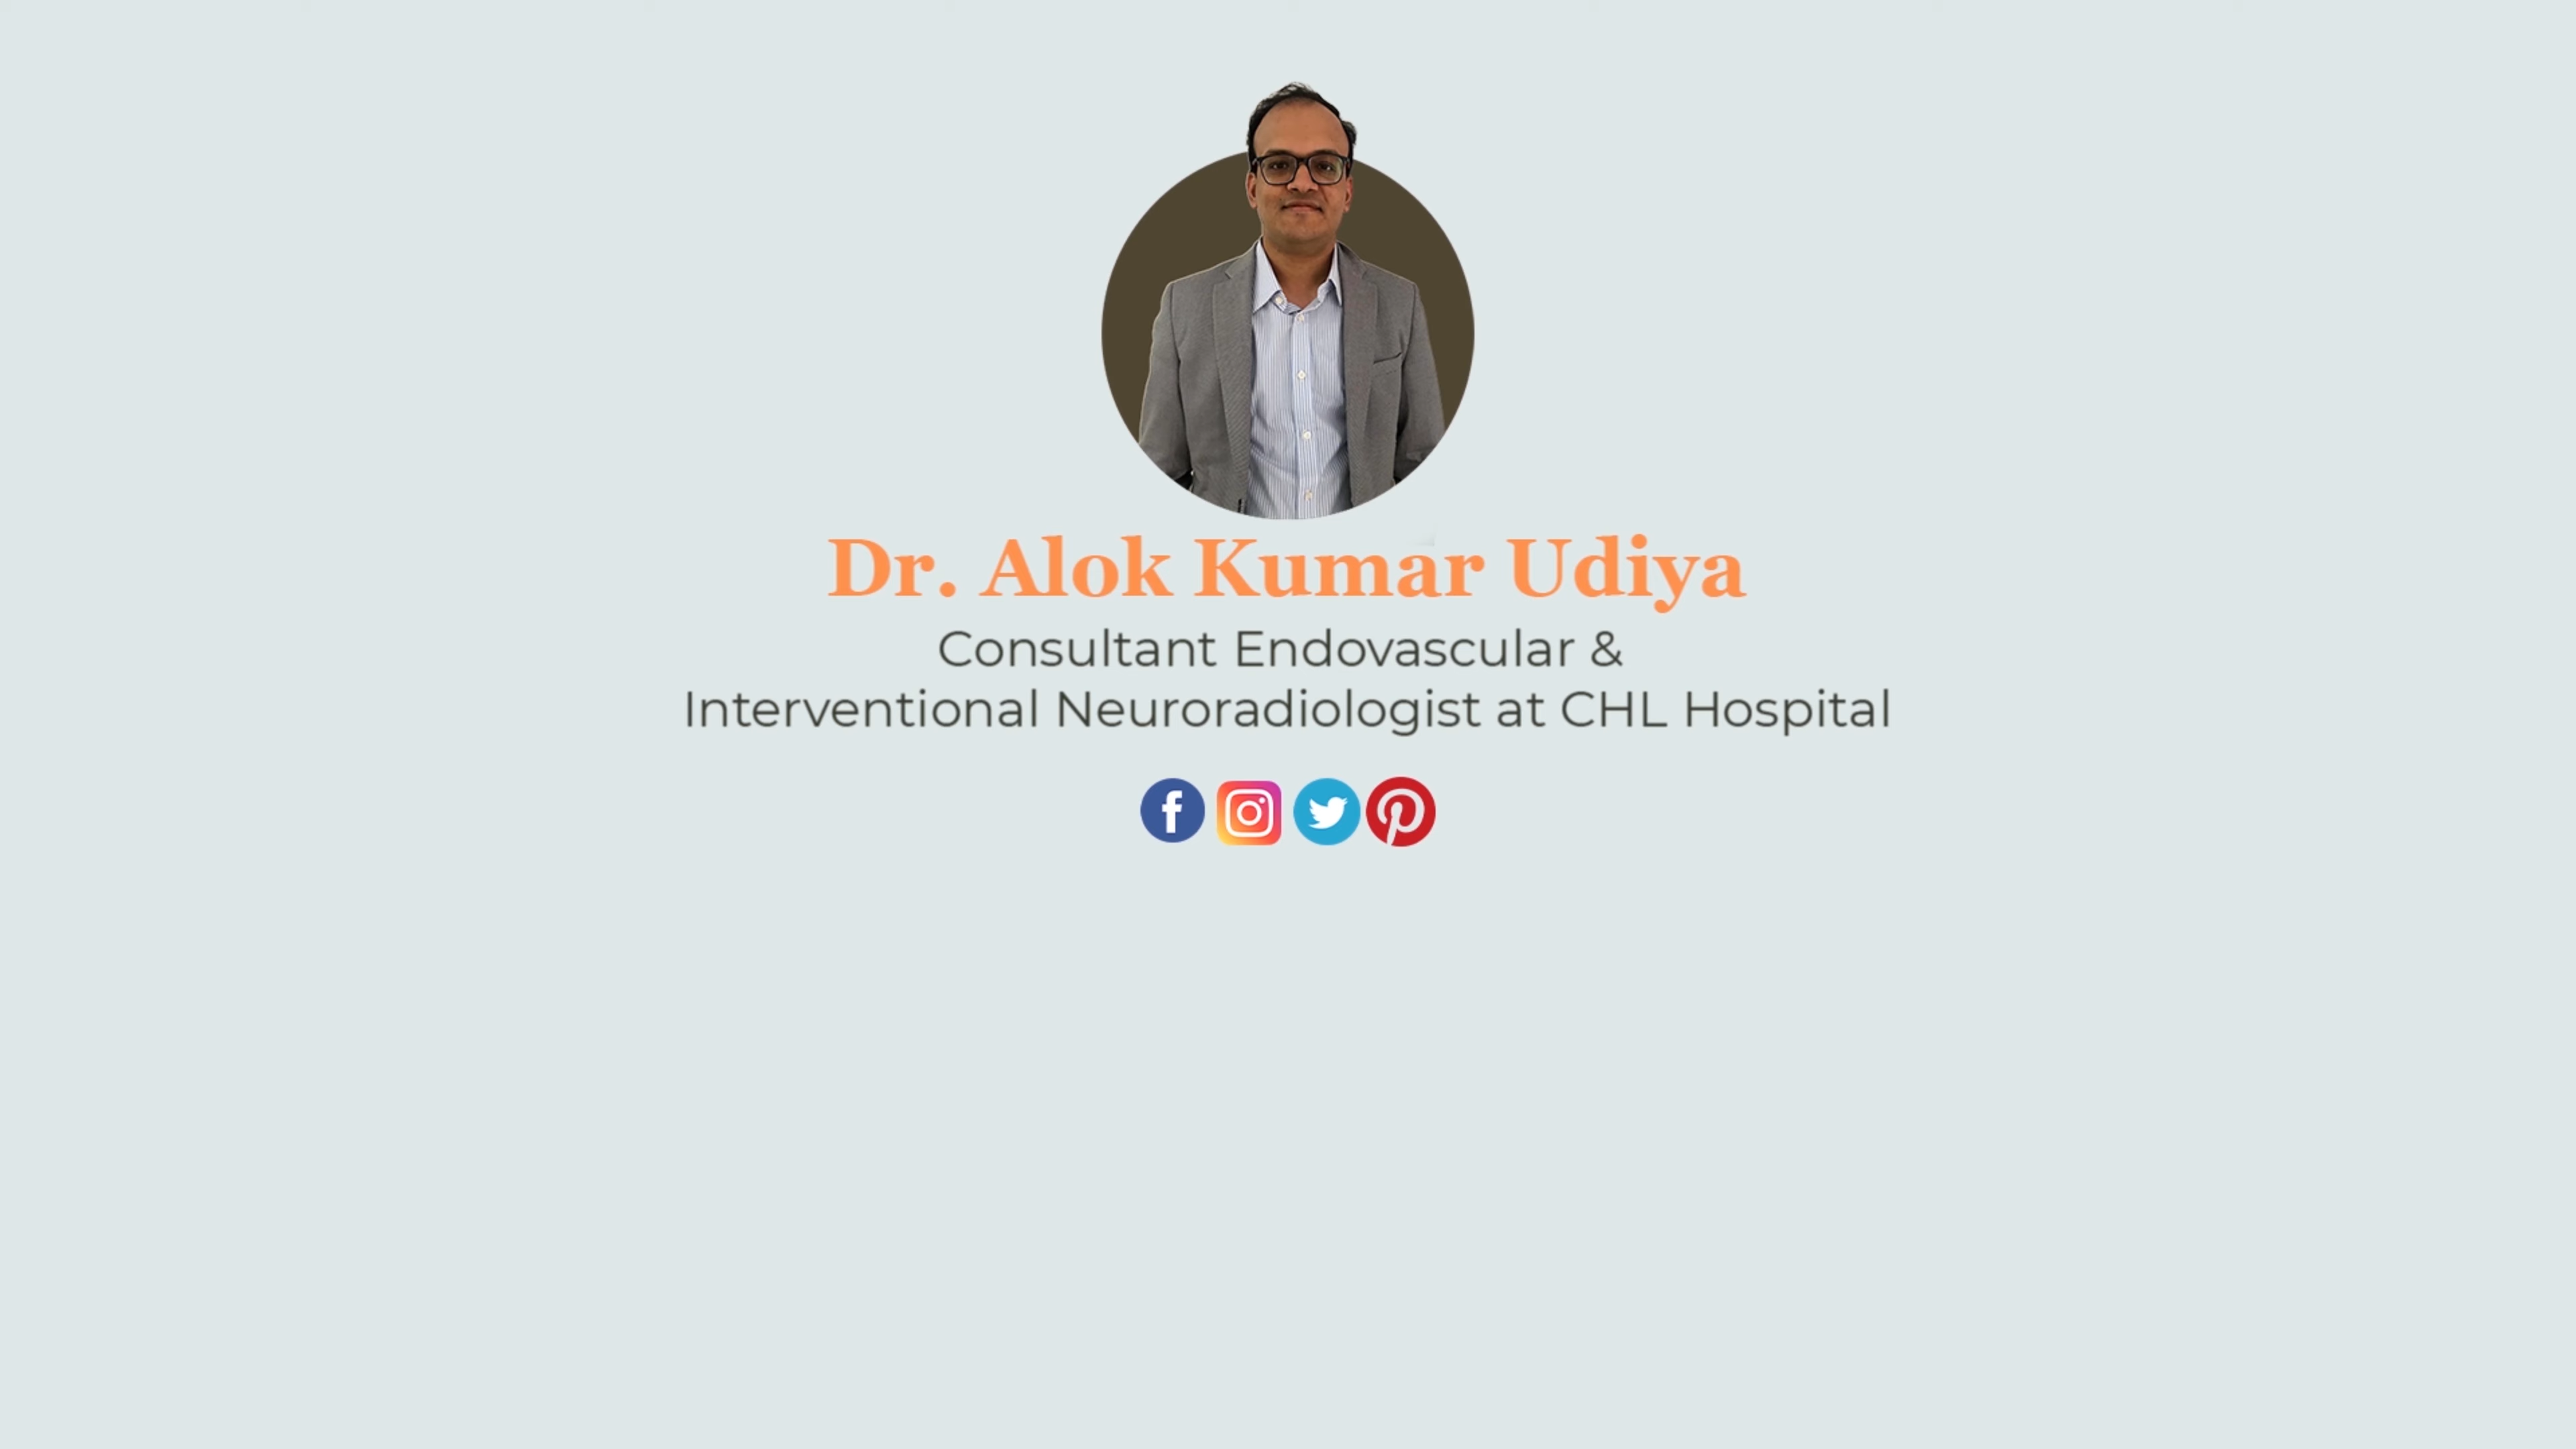 Dr. Alok Kumar Udiya
Consultant Endovascular &
Interventional Neuroradiologist at CHL Hospital